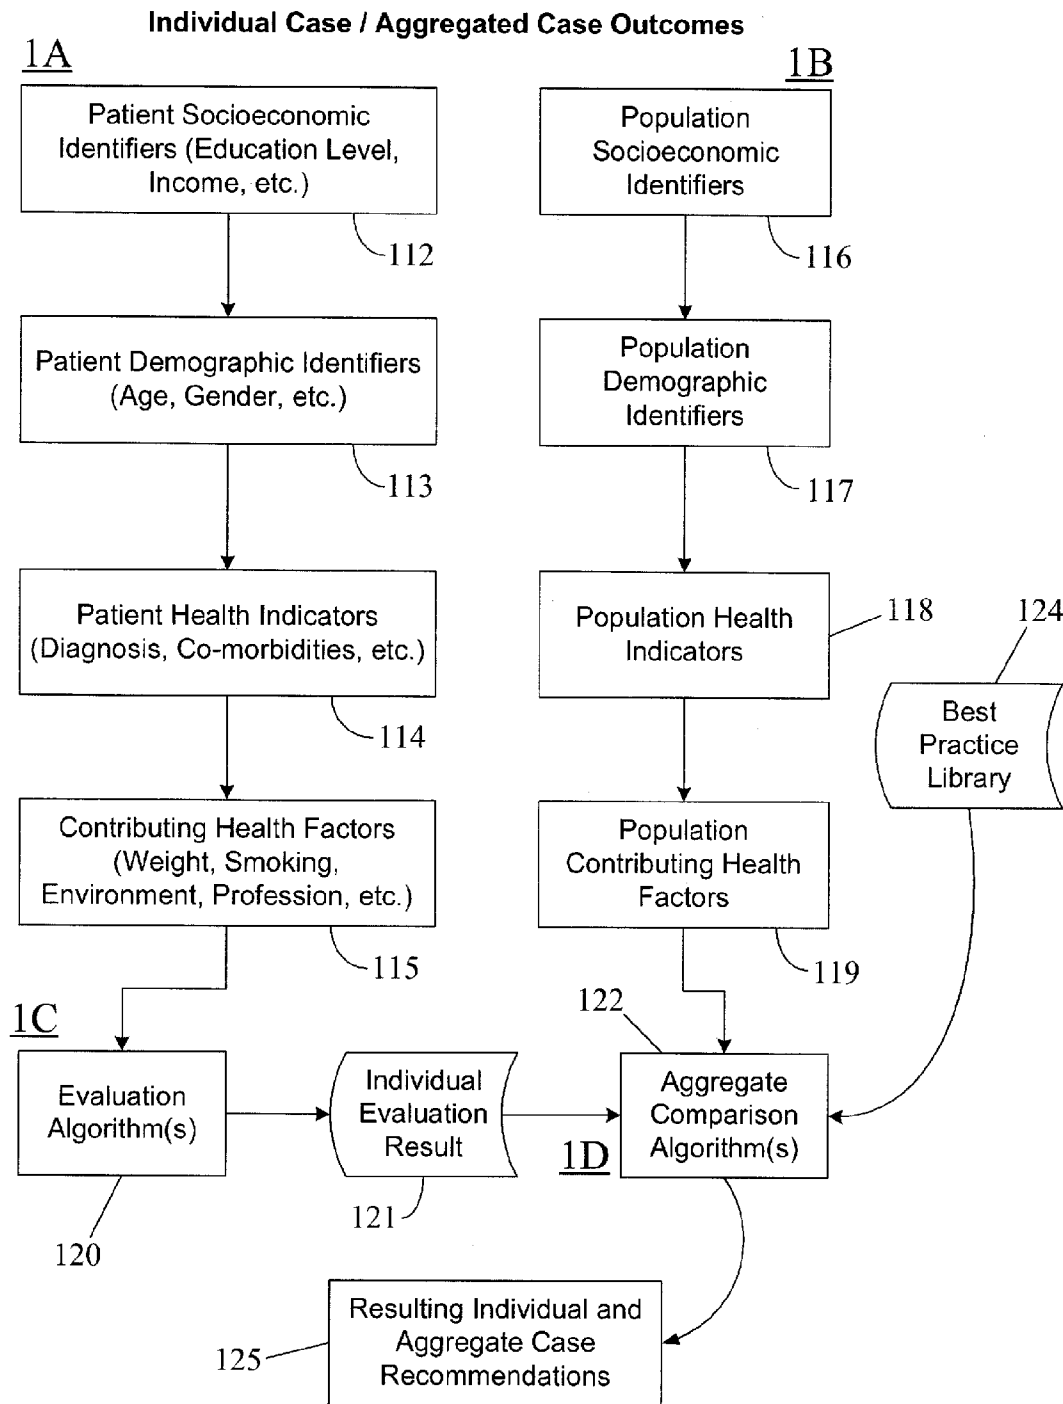 Individual Case / Aggregated Case Outcomes
1A
1B
Patient Socioeconomic
Identifiers (Education Level,
Income, etc.)
112
Population
Socioeconomic
Identifiers
116
Patient Demographic Identifiers
(Age, Gender, etc.)
113
Population
Demographic
Identifiers
117
Patient Health Indicators
(Diagnosis, Co-morbidities, etc.)
114
Population Health
Indicators
118
124
Best
Practice
Library
Contributing Health Factors
(Weight, Smoking,
Environment, Profession, etc.)
115
Population
Contributing Health
Factors
119
1C
Evaluation
Algorithm(s)
120
Individual
Evaluation
Result
121
122
1D
Aggregate
Comparison
Algorithm(s)
125
Resulting Individual and
Aggregate Case
Recommendations